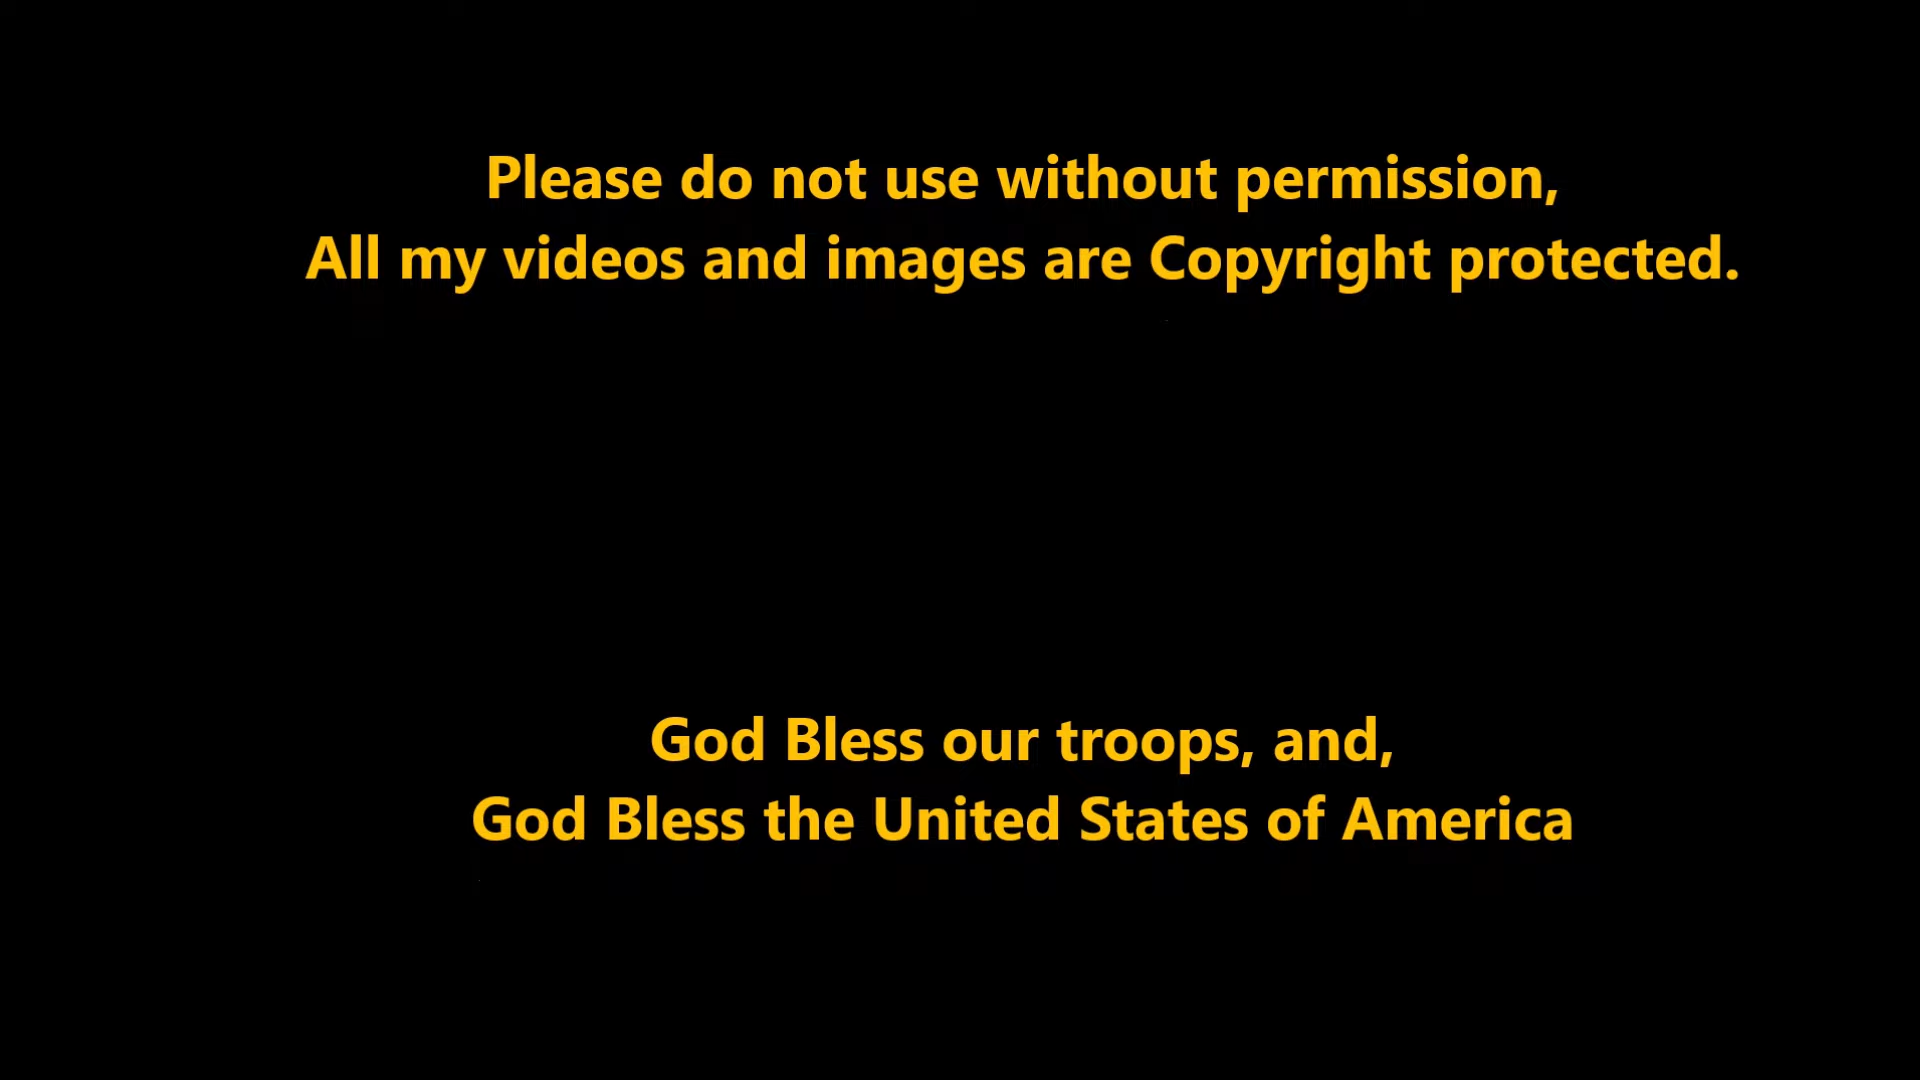 Please do not use without permission,
All my videos and images are Copyright protected.
God Bless our troops, and,
God Bless the United States of America